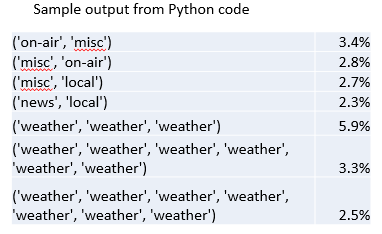 Sample output from Python code
('on-air', 'misc') 3.4%
('misc', 'on-air') 2.8%
('misc', 'local') 2.7%
('news', 'local') 2.3%
('weather', 'weather', 'weather') 5.9%
('weather', 'weather', 'weather', 'weather',
'weather', 'weather') 3.3%
('weather', 'weather', 'weather', 'weather',
'weather', 'weather', 'weather') 2.5%